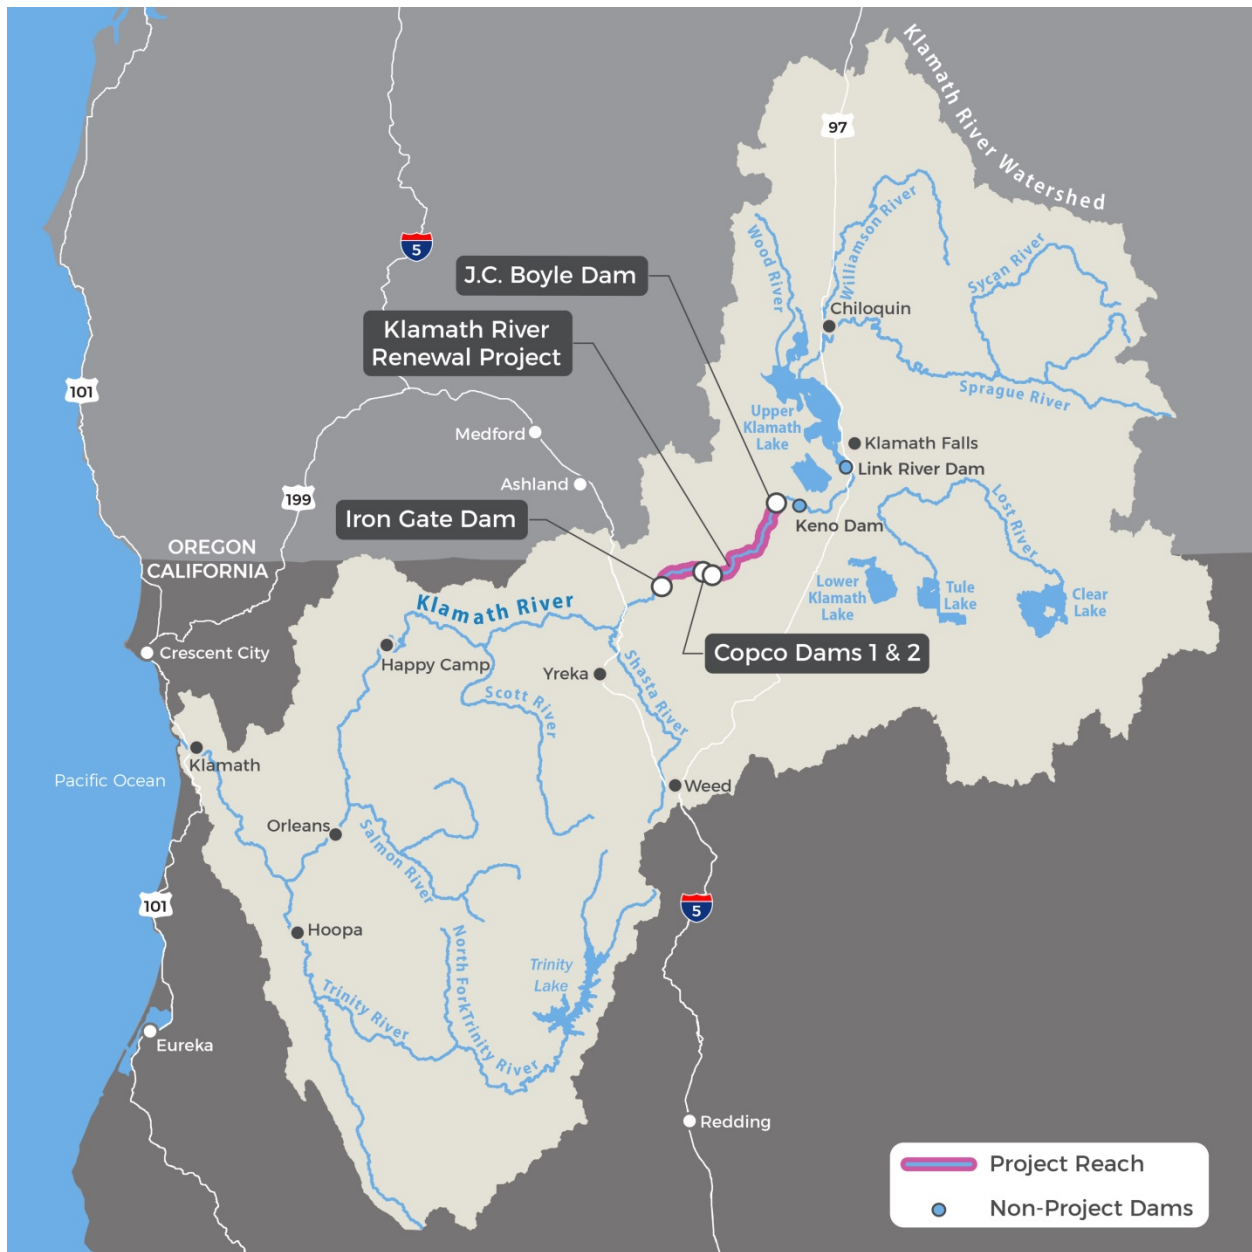 Klamath River Watershed
97
5
Wood River
Williamson River
Sycan River
J.C. Boyle Dam
Chiloquin
Klamath River
Renewal Project
Sprague River
101
Upper
Klamath
Lake
Medford
Klamath Falls
Link River Dam
Ashland
199
Lost River
Iron Gate Dam
Keno Dam
OREGON
CALIFORNIA
Lower
Klamath
Lake
Tule
Lake
Clear
Lake
Klamath River
Crescent City
Happy Camp
Copco Dams 1 & 2
Yreka
Shasta River
Scott River
Klamath
Pacific Ocean
Weed
Orleans
Salmon River
101
5
Hoopa
North Fork Trinity River
Trinity
Lake
Trinity River
Eureka
Redding
Project Reach
Non-Project Dams